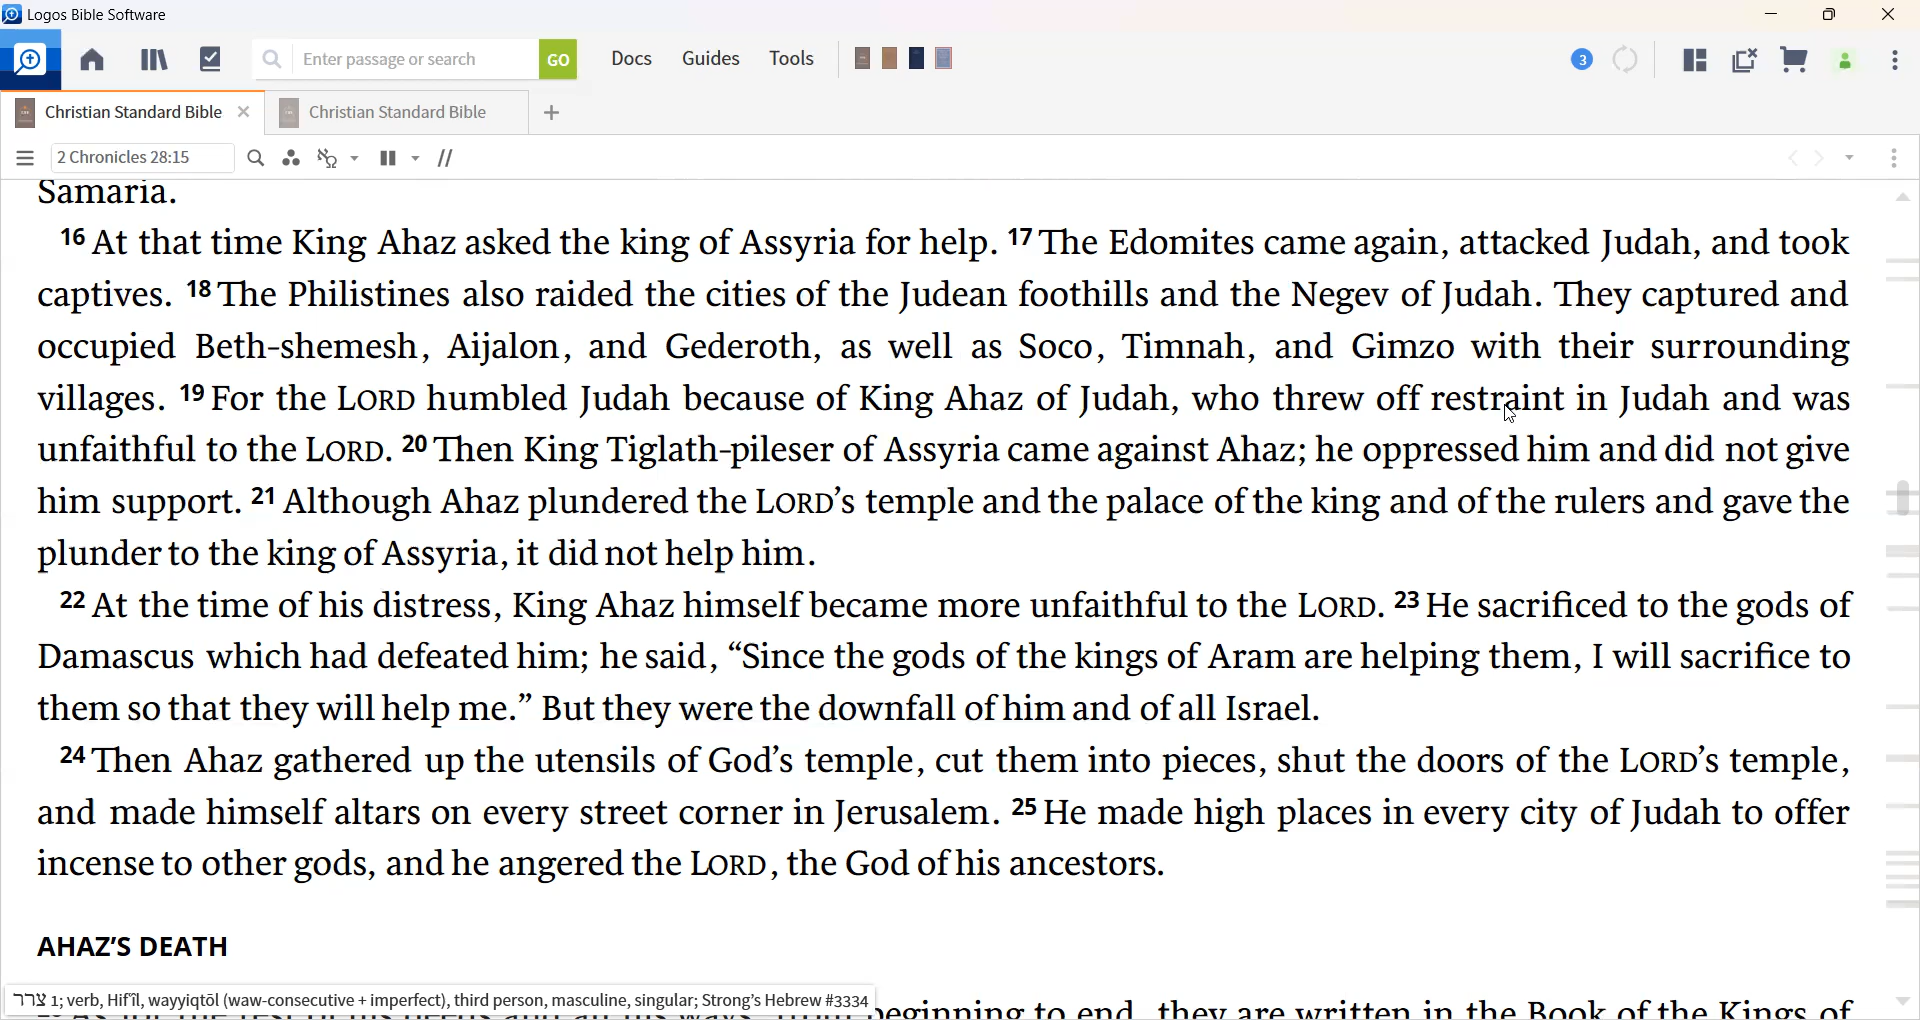 Logos Bible Software
Enter passage or search GO Docs Guides Tools 3
Christian Standard Bible Christian Standard Bible
2 Chronicles 28:15
Samaria.
16 At that time King Ahaz asked the king of Assyria for help. 17 The Edomites came again, attacked Judah, and took
captives. 18 The Philistines also raided the cities of the Judean foothills and the Negev of Judah. They captured and
occupied Beth-shemesh, Aijalon, and Gederoth, as well as Soco, Timnah, and Gimzo with their surrounding
villages. 19 For the LORD humbled Judah because of King Ahaz of Judah, who threw off restraint in Judah and was
unfaithful to the LORD. 20 Then King Tiglath-pileser of Assyria came against Ahaz; he oppressed him and did not give
him support. 21 Although Ahaz plundered the LORD’s temple and the palace of the king and of the rulers and gave the
plunder to the king of Assyria, it did not help him.
22 At the time of his distress, King Ahaz himself became more unfaithful to the LORD. 23 He sacrificed to the gods of
Damascus which had defeated him; he said, “Since the gods of the kings of Aram are helping them, I will sacrifice to
them so that they will help me.” But they were the downfall of him and of all Israel.
24 Then Ahaz gathered up the utensils of God’s temple, cut them into pieces, shut the doors of the LORD’s temple,
and made himself altars on every street corner in Jerusalem. 25 He made high places in every city of Judah to offer
incense to other gods, and he angered the LORD, the God of his ancestors.
AHAZ’S DEATH
צרר 1; verb, Hifʿîl, wayyiqtōl (waw-consecutive + imperfect), third person, masculine, singular; Strong’s Hebrew #3334
beginning to end, they are written in the Book of the Kings of